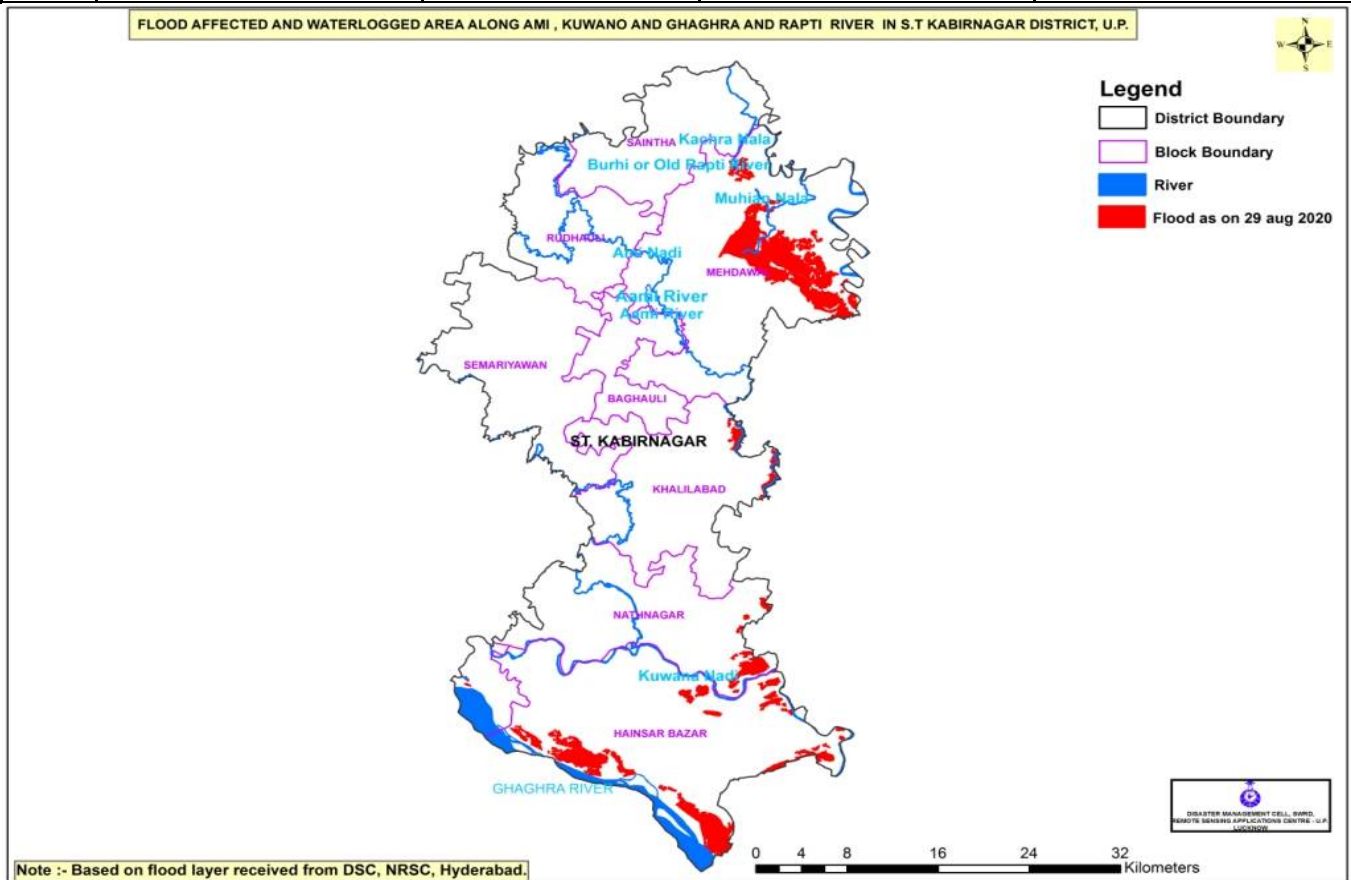 FLOOD AFFECTED AND WATERLOGGED AREA ALONG AMI , KUWANO AND GHAGHRA AND RAPTI RIVER IN S.T KABIRNAGAR DISTRICT, U.P.
N
W E
S
Legend
District Boundary
Block Boundary
River
Flood as on 29 aug 2020
SAINTHA
Kachra Nala
Burhi or Old Rapti River
Muhian Nala
RUDHAULI
Nadi
MEHDAWAL
Aami River
Aami River
SEMARIYAWAN
BAGHAULI
ST. KABIRNAGAR
KHALILABAD
NATHNAGAR
Kuwana Nadi
HAINSAR BAZAR
GHAGHRA RIVER
DISASTER MANAGEMENT CELL, SWRD,
REMOTE SENSING APPLICATIONS CENTRE - U.P.
LUCKNOW
0 4 8 16 24 32
Kilometers
Note :- Based on flood layer received from DSC, NRSC, Hyderabad.